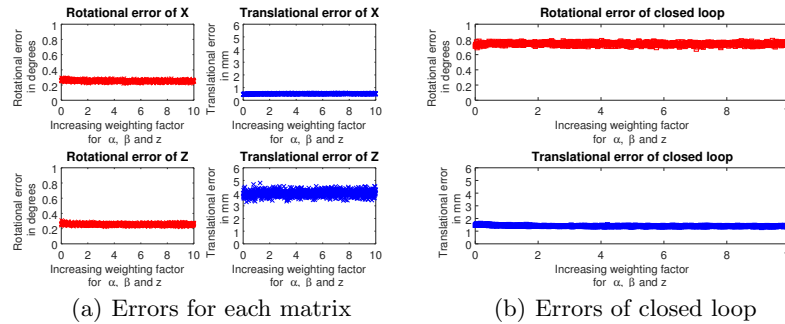 Rotational error of X
Rotational error
in degrees
1
0.8
0.6
0.4
0.2
0
0 2 4 6 8 10
Increasing weighting factor
for α, β and z
Translational error of X
Translational error
in mm
6
5
4
3
2
1
0
0 2 4 6 8 10
Increasing weighting factor
for α, β and z
Rotational error of Z
Rotational error
in degrees
1
0.8
0.6
0.4
0.2
0
0 2 4 6 8 10
Increasing weighting factor
for α, β and z
Translational error of Z
Translational error
in mm
6
5
4
3
2
1
0
0 2 4 6 8 10
Increasing weighting factor
for α, β and z
(a) Errors for each matrix
Rotational error of closed loop
Rotational error
in degrees
1
0.8
0.6
0.4
0.2
0
0 2 4 6 8
Increasing weighting factor
for α, β and z
Translational error of closed loop
Translational error
in mm
6
5
4
3
2
1
0
0 2 4 6 8
Increasing weighting factor
for α, β and z
(b) Errors of closed loop